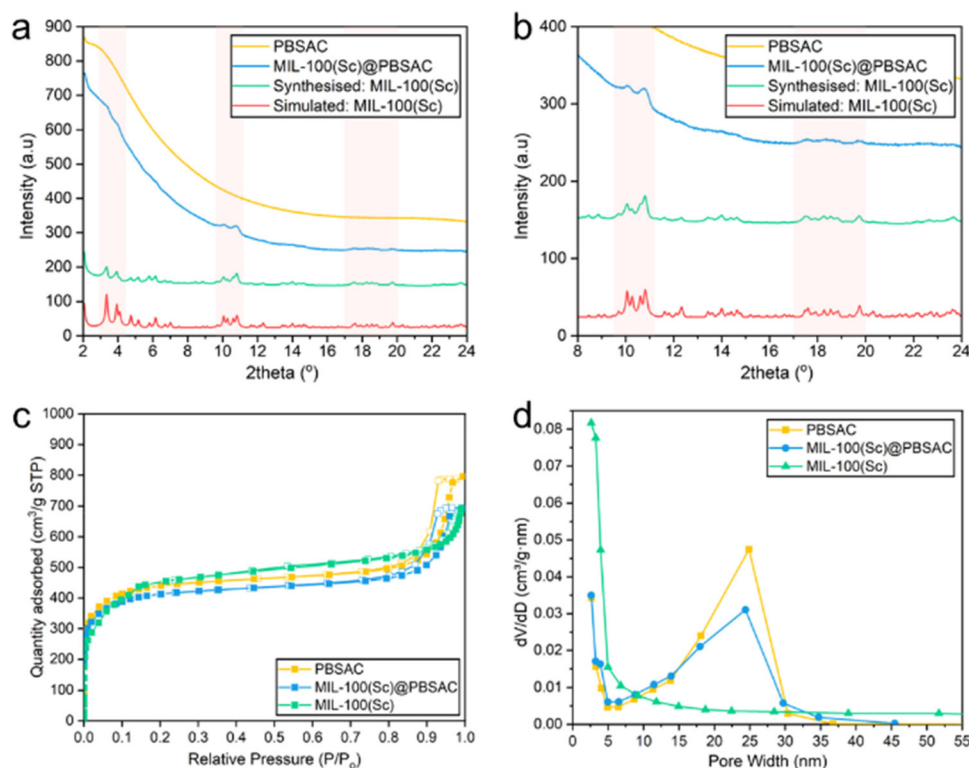 a
900
800
700
600
500
400
300
200
100
0
Intensity (a.u)
PBSAC
MIL-100(Sc)@PBSAC
Synthesised: MIL-100(Sc)
Simulated: MIL-100(Sc)
2 4 6 8 10 12 14 16 18 20 22 24
2theta (°)
b
400
300
200
100
0
Intensity (a.u)
PBSAC
MIL-100(Sc)@PBSAC
Synthesised: MIL-100(Sc)
Simulated: MIL-100(Sc)
8 10 12 14 16 18 20 22 24
2theta (°)
c
1000
900
800
700
600
500
400
300
200
100
0
Quantity adsorbed (cm³/g STP)
PBSAC
MIL-100(Sc)@PBSAC
MIL-100(Sc)
0.0 0.1 0.2 0.3 0.4 0.5 0.6 0.7 0.8 0.9 1.0
Relative Pressure (P/P₀)
d
0.08
0.07
0.06
0.05
0.04
0.03
0.02
0.01
0.00
dV/dD (cm³/g·nm)
PBSAC
MIL-100(Sc)@PBSAC
MIL-100(Sc)
0 5 10 15 20 25 30 35 40 45 50 55
Pore Width (nm)